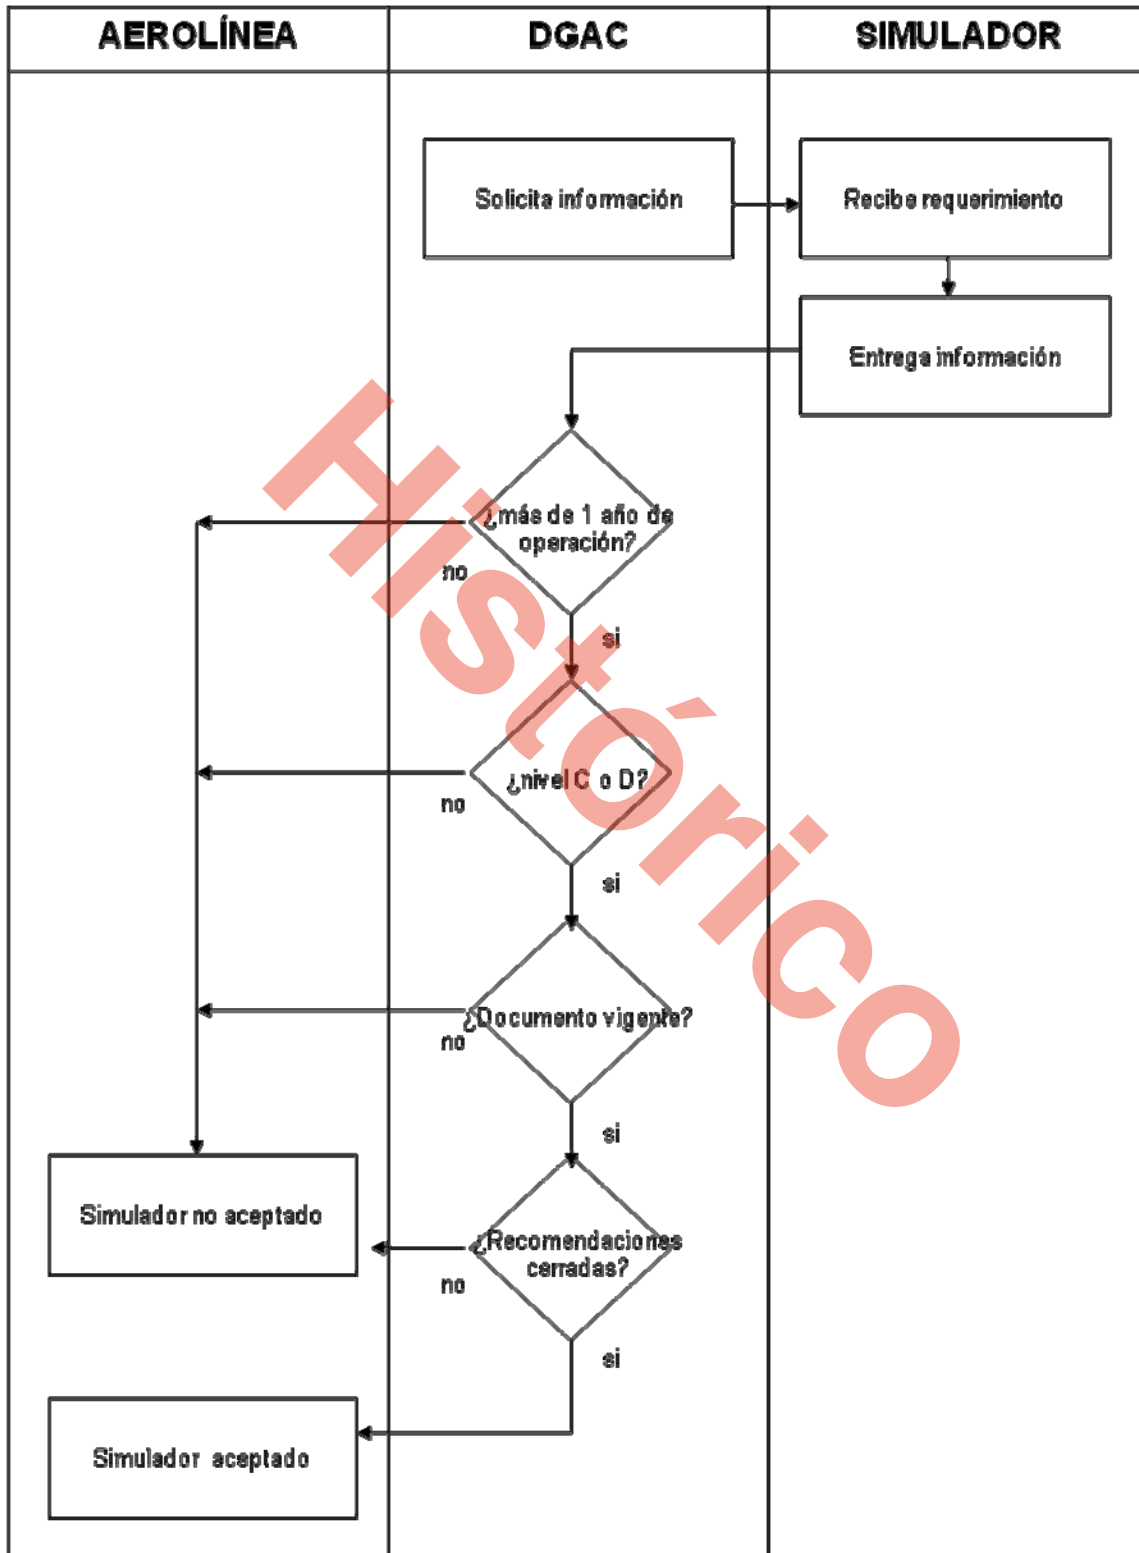 AEROLÍNEA
DGAC
SIMULADOR
Solicita información
Recibe requerimiento
Entrega información
¿más de 1 año de
operación?
no
si
¿nivel C o D?
no
si
¿Documento vigente?
no
si
Simulador no aceptado
¿Recomendaciones
cerradas?
no
si
Simulador aceptado
Histórico